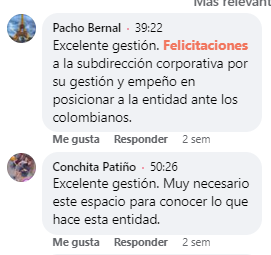 Más relevant
Pacho Bernal · 39:22
Excelente gestión. Felicitaciones
a la subdirección corporativa por
su gestión y empeño en
posicionar a la entidad ante los
colombianos.
Me gusta Responder 2 sem
Conchita Patiño · 50:26
Excelente gestión. Muy necesario
este espacio para conocer lo que
hace esta entidad.
Me gusta Responder 2 sem